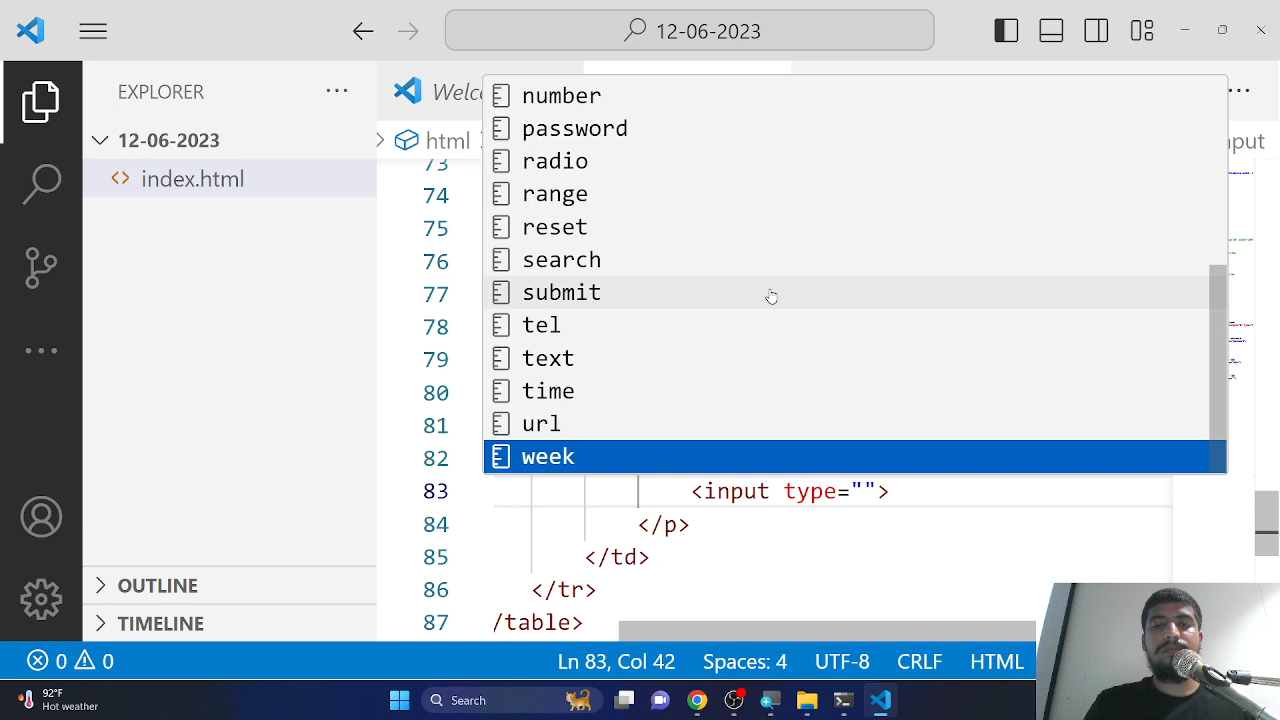 12-06-2023
EXPLORER
12-06-2023
index.html
OUTLINE
TIMELINE
Welc
html
put
number
password
radio
range
reset
search
submit
tel
text
time
url
week
73
74
75
76
77
78
79
80
81
82
83 <input type="">
84 </p>
85 </td>
86 </tr>
87 /table>
0 0
Ln 83, Col 42 Spaces: 4 UTF-8 CRLF HTML
92°F
Hot weather
Search